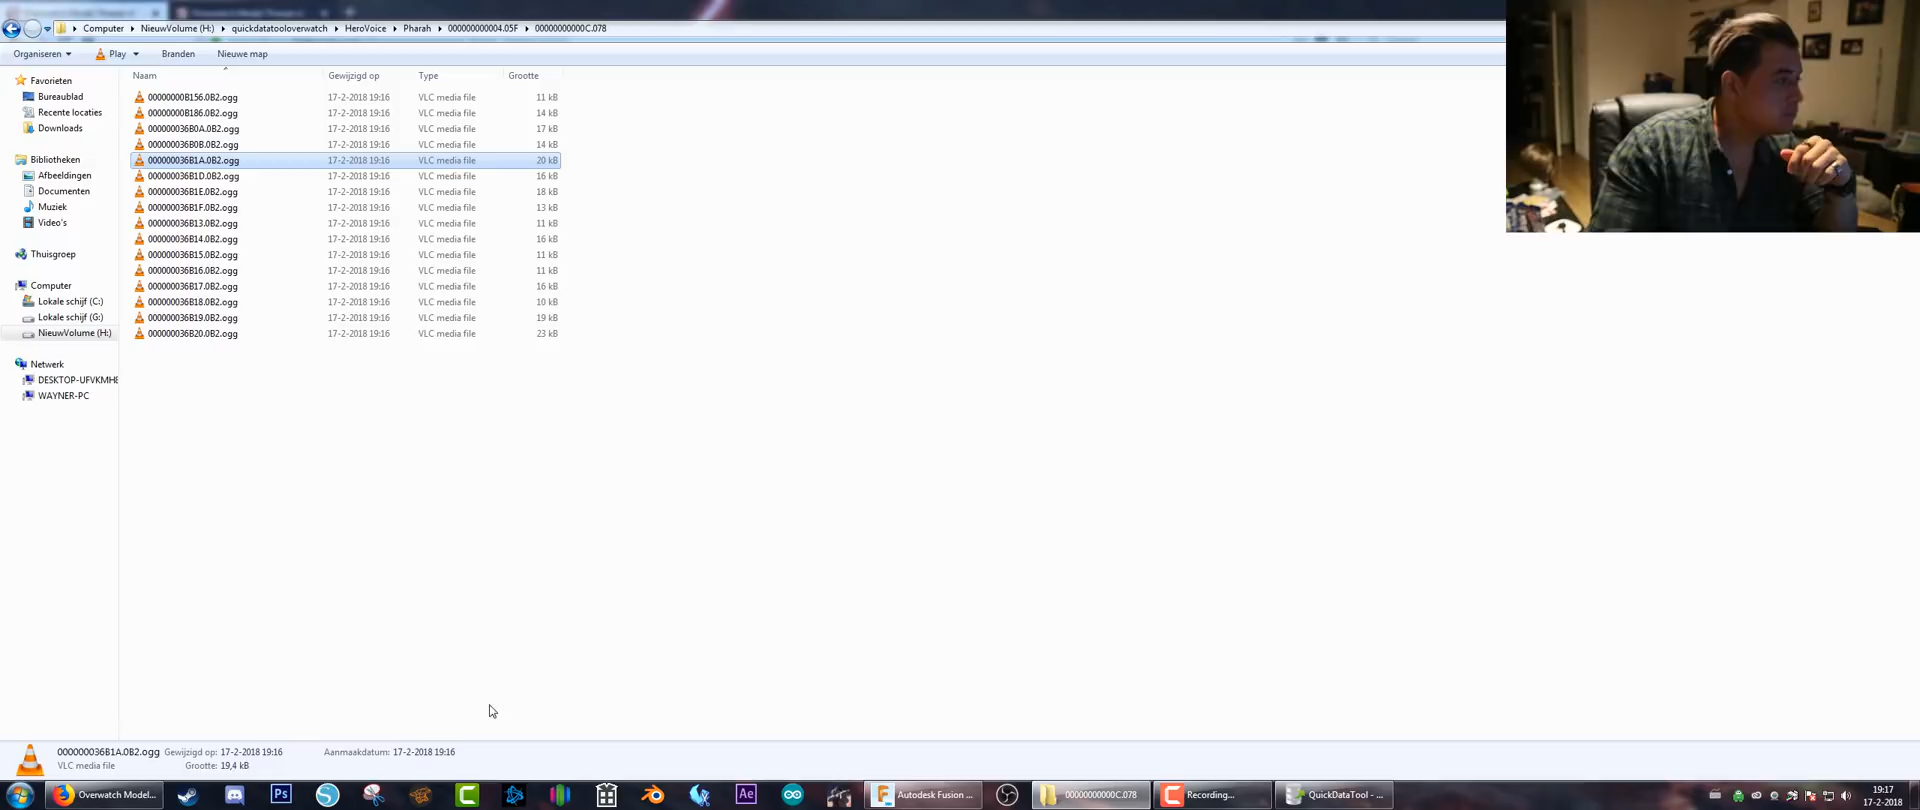 Computer ▸ NieuwVolume (H:) ▸ quickdatatooloverwatch ▸ HeroVoice ▸ Pharah ▸ 000000000004.05F ▸ 00000000000C.078
Organiseren Play Branden Nieuwe map
Naam Gewijzigd op Type Grootte
Favorieten
Bureaublad
Recente locaties
Downloads
Bibliotheken
Afbeeldingen
Documenten
Muziek
Video's
Thuisgroep
Computer
Lokale schijf (C:)
Lokale schijf (G:)
NieuwVolume (H:)
Netwerk
DESKTOP-UFVKMHE
WAYNER-PC
00000000B156.0B2.ogg 17-2-2018 19:16 VLC media file 11 kB
00000000B186.0B2.ogg 17-2-2018 19:16 VLC media file 14 kB
000000036B0A.0B2.ogg 17-2-2018 19:16 VLC media file 17 kB
000000036B0B.0B2.ogg 17-2-2018 19:16 VLC media file 14 kB
000000036B1A.0B2.ogg 17-2-2018 19:16 VLC media file 20 kB
000000036B1D.0B2.ogg 17-2-2018 19:16 VLC media file 16 kB
000000036B1E.0B2.ogg 17-2-2018 19:16 VLC media file 18 kB
000000036B1F.0B2.ogg 17-2-2018 19:16 VLC media file 13 kB
000000036B13.0B2.ogg 17-2-2018 19:16 VLC media file 11 kB
000000036B14.0B2.ogg 17-2-2018 19:16 VLC media file 16 kB
000000036B15.0B2.ogg 17-2-2018 19:16 VLC media file 11 kB
000000036B16.0B2.ogg 17-2-2018 19:16 VLC media file 11 kB
000000036B17.0B2.ogg 17-2-2018 19:16 VLC media file 16 kB
000000036B18.0B2.ogg 17-2-2018 19:16 VLC media file 10 kB
000000036B19.0B2.ogg 17-2-2018 19:16 VLC media file 19 kB
000000036B20.0B2.ogg 17-2-2018 19:16 VLC media file 23 kB
000000036B1A.0B2.ogg Gewijzigd op: 17-2-2018 19:16 Aanmaakdatum: 17-2-2018 19:16
VLC media file Grootte: 19,4 kB
Overwatch Model... Ps Ae Autodesk Fusion ... 00000000000C.078 Recording... QuickDataTool - ... 19:17
17-2-2018